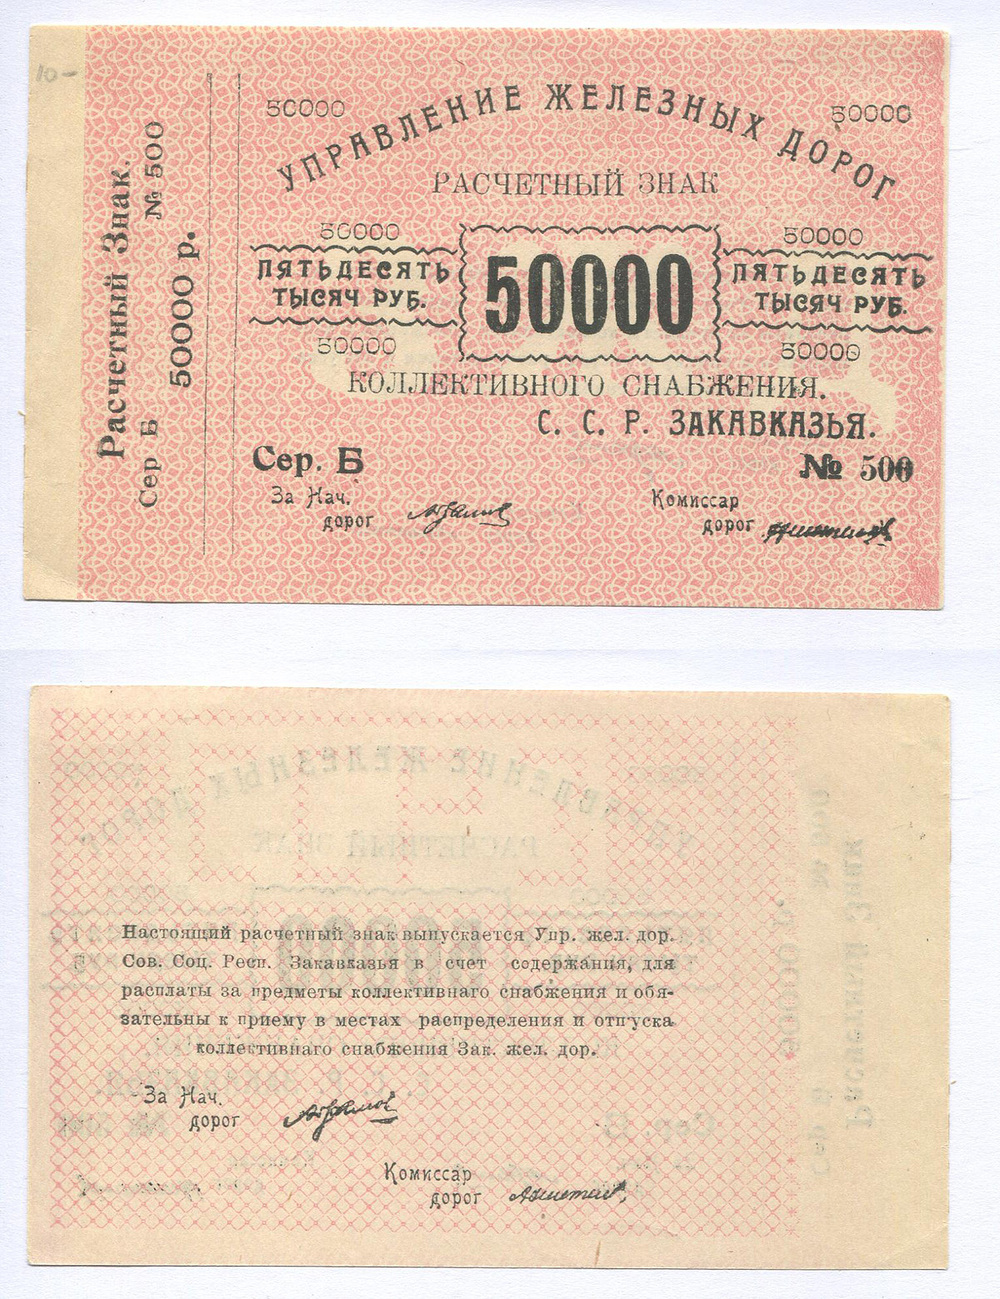 10-
Расчетный Знак.
Сер Б № 500
50000 р.
50000 50000
УПРАВЛЕНИЕ ЖЕЛЕЗНЫХ ДОРОГ
РАСЧЕТНЫЙ ЗНАК
50000 50000
ПЯТЬДЕСЯТЬ
ТЫСЯЧ РУБ.
50000
ПЯТЬДЕСЯТЬ
ТЫСЯЧ РУБ.
50000 50000
КОЛЛЕКТИВНОГО СНАБЖЕНИЯ.
С. С. Р. ЗАКАВКАЗЬЯ.
Сер. Б № 500
За Нач.
дорог
Комиссар
дорог
Настоящий расчетный знак выпускается Упр. жел. дор.
Сов. Соц. Респ. Закавказья в счет содержания, для
расплаты за предметы коллективнаго снабжения и обя-
зательны к приему в местах распределения и отпуска
коллективнаго снабжения Зак. жел. дор.
За Нач.
дорог
Комиссар
дорог